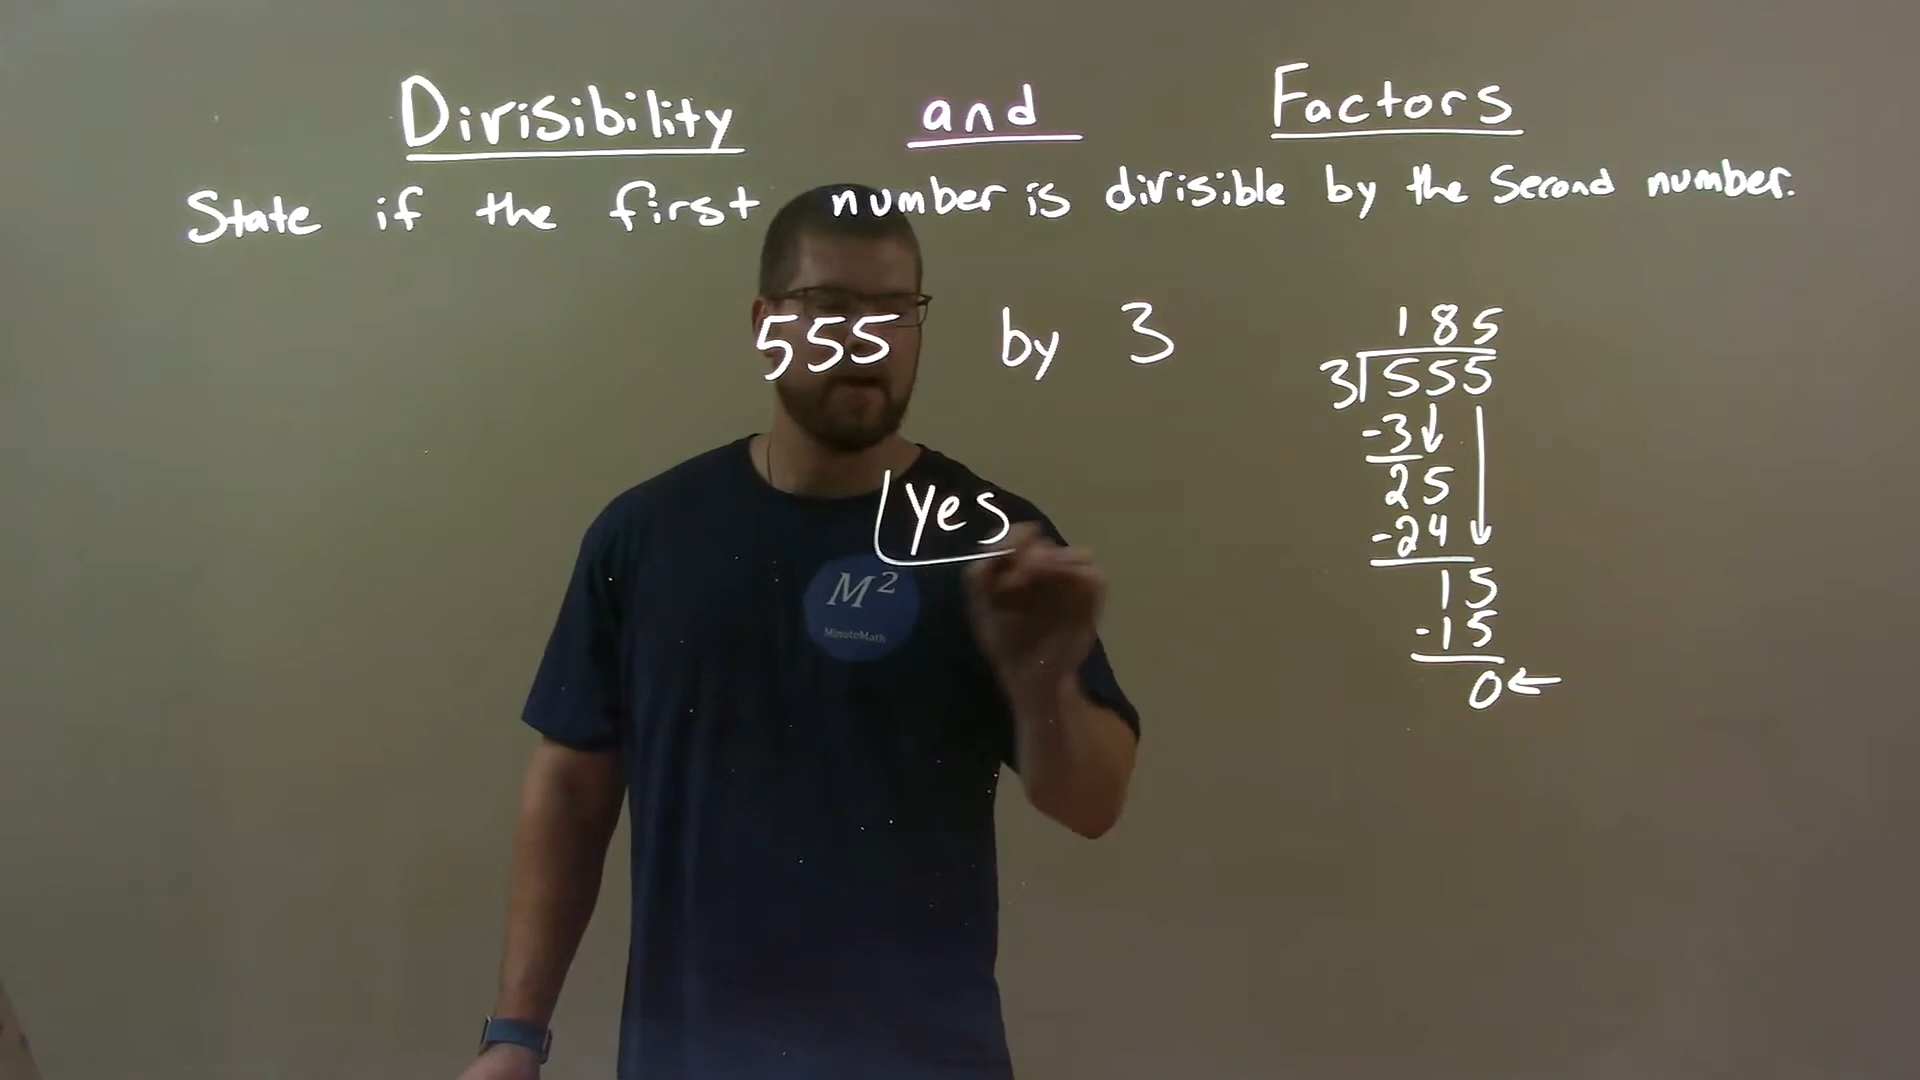 Divisibility and Factors
State if the first number is divisible by the Second number.
555 by 3
185
3)555
-3
25
-24
15
-15
0←
yes
M²
MinuteMath